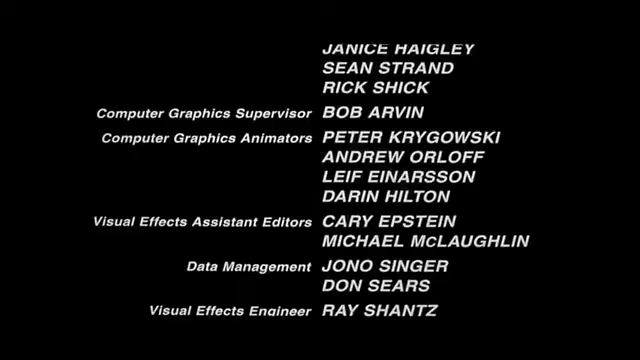 JANICE HAIGLEY
SEAN STRAND
RICK SHICK
Computer Graphics Supervisor BOB ARVIN
Computer Graphics Animators PETER KRYGOWSKI
ANDREW ORLOFF
LEIF EINARSSON
DARIN HILTON
Visual Effects Assistant Editors CARY EPSTEIN
MICHAEL McLAUGHLIN
Data Management JONO SINGER
DON SEARS
Visual Effects Engineer RAY SHANTZ